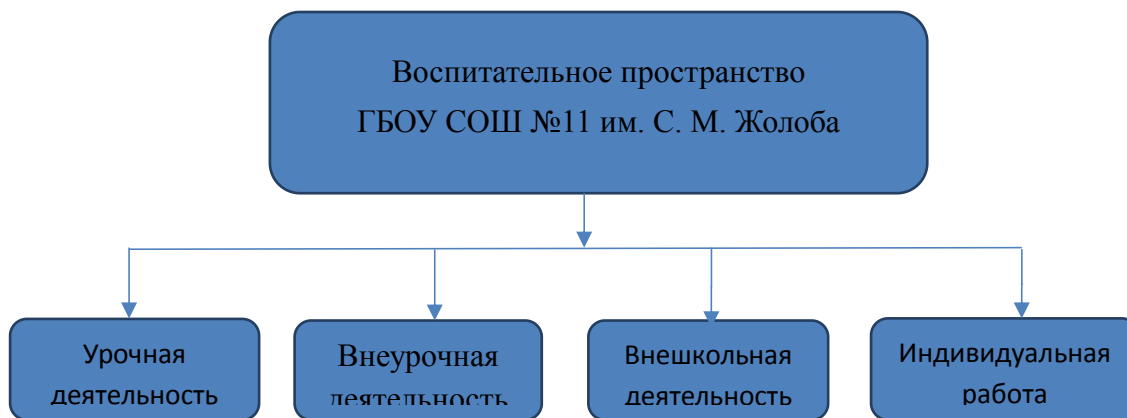 Воспитательное пространство
ГБОУ СОШ №11 им. С. М. Жолоба
Урочная
деятельность
Внеурочная
деятельность
Внешкольная
деятельность
Индивидуальная
работа